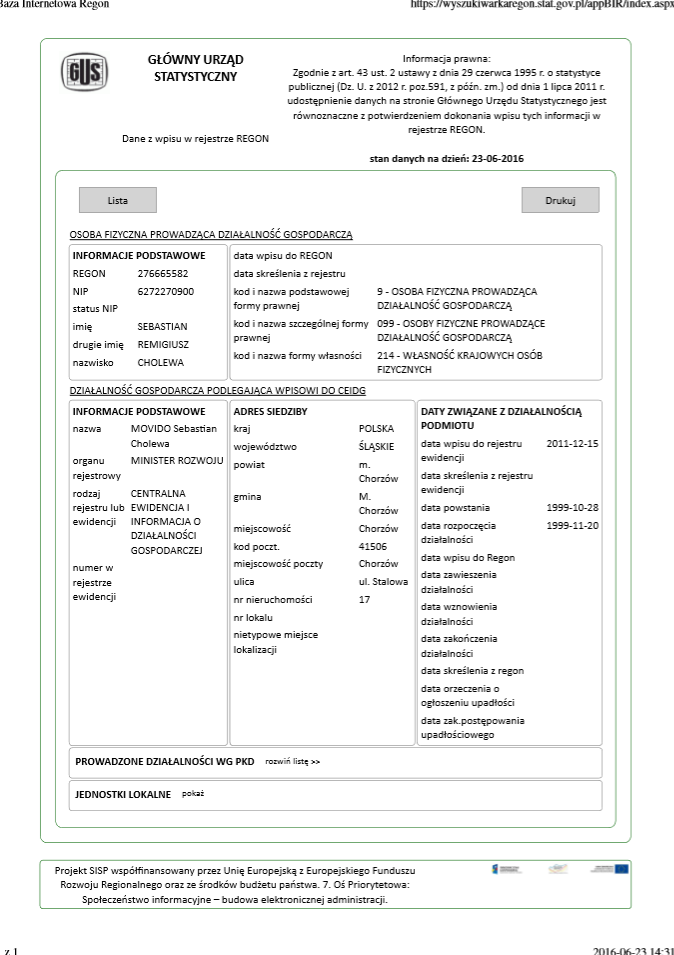 Baza Internetowa Regon
https://wyszukiwarkaregon.stat.gov.pl/appBIR/index.aspx
GUS
GŁÓWNY URZĄD
STATYSTYCZNY
Informacja prawna:
Zgodnie z art. 43 ust. 2 ustawy z dnia 29 czerwca 1995 r. o statystyce
publicznej (Dz. U. z 2012 r. poz.591, z późn. zm.) od dnia 1 lipca 2011 r.
udostępnienie danych na stronie Głównego Urzędu Statystycznego jest
równoznaczne z potwierdzeniem dokonania wpisu tych informacji w
rejestrze REGON.
Dane z wpisu w rejestrze REGON
stan danych na dzień: 23-06-2016
Lista
Drukuj
OSOBA FIZYCZNA PROWADZĄCA DZIAŁALNOŚĆ GOSPODARCZĄ
INFORMACJE PODSTAWOWE
REGON 276665582
NIP 6272270900
status NIP
imię SEBASTIAN
drugie imię REMIGIUSZ
nazwisko CHOLEWA
data wpisu do REGON
data skreślenia z rejestru
kod i nazwa podstawowej 9 - OSOBA FIZYCZNA PROWADZĄCA
formy prawnej DZIAŁALNOŚĆ GOSPODARCZĄ
kod i nazwa szczególnej formy 099 - OSOBY FIZYCZNE PROWADZĄCE
prawnej DZIAŁALNOŚĆ GOSPODARCZĄ
kod i nazwa formy własności 214 - WŁASNOŚĆ KRAJOWYCH OSÓB
FIZYCZNYCH
DZIAŁALNOŚĆ GOSPODARCZA PODLEGAJĄCA WPISOWI DO CEIDG
INFORMACJE PODSTAWOWE
nazwa MOVIDO Sebastian
Cholewa
organu MINISTER ROZWOJU
rejestrowy
rodzaj CENTRALNA
rejestru lub EWIDENCJA I
ewidencji INFORMACJA O
DZIAŁALNOŚCI
GOSPODARCZEJ
numer w
rejestrze
ewidencji
ADRES SIEDZIBY
kraj POLSKA
województwo ŚLĄSKIE
powiat m.
Chorzów
gmina M.
Chorzów
miejscowość Chorzów
kod poczt. 41506
miejscowość poczty Chorzów
ulica ul. Stalowa
nr nieruchomości 17
nr lokalu
nietypowe miejsce
lokalizacji
DATY ZWIĄZANE Z DZIAŁALNOŚCIĄ
PODMIOTU
data wpisu do rejestru 2011-12-15
ewidencji
data skreślenia z rejestru
ewidencji
data powstania 1999-10-28
data rozpoczęcia 1999-11-20
działalności
data wpisu do Regon
data zawieszenia
działalności
data wznowienia
działalności
data zakończenia
działalności
data skreślenia z regon
data orzeczenia o
ogłoszeniu upadłości
data zak.postępowania
upadłościowego
PROWADZONE DZIAŁALNOŚCI WG PKD rozwiń listę >>
JEDNOSTKI LOKALNE pokaż
Projekt SISP współfinansowany przez Unię Europejską z Europejskiego Funduszu
Rozwoju Regionalnego oraz ze środków budżetu państwa. 7. Oś Priorytetowa:
Społeczeństwo informacyjne – budowa elektronicznej administracji.
z 1
2016-06-23 14:31